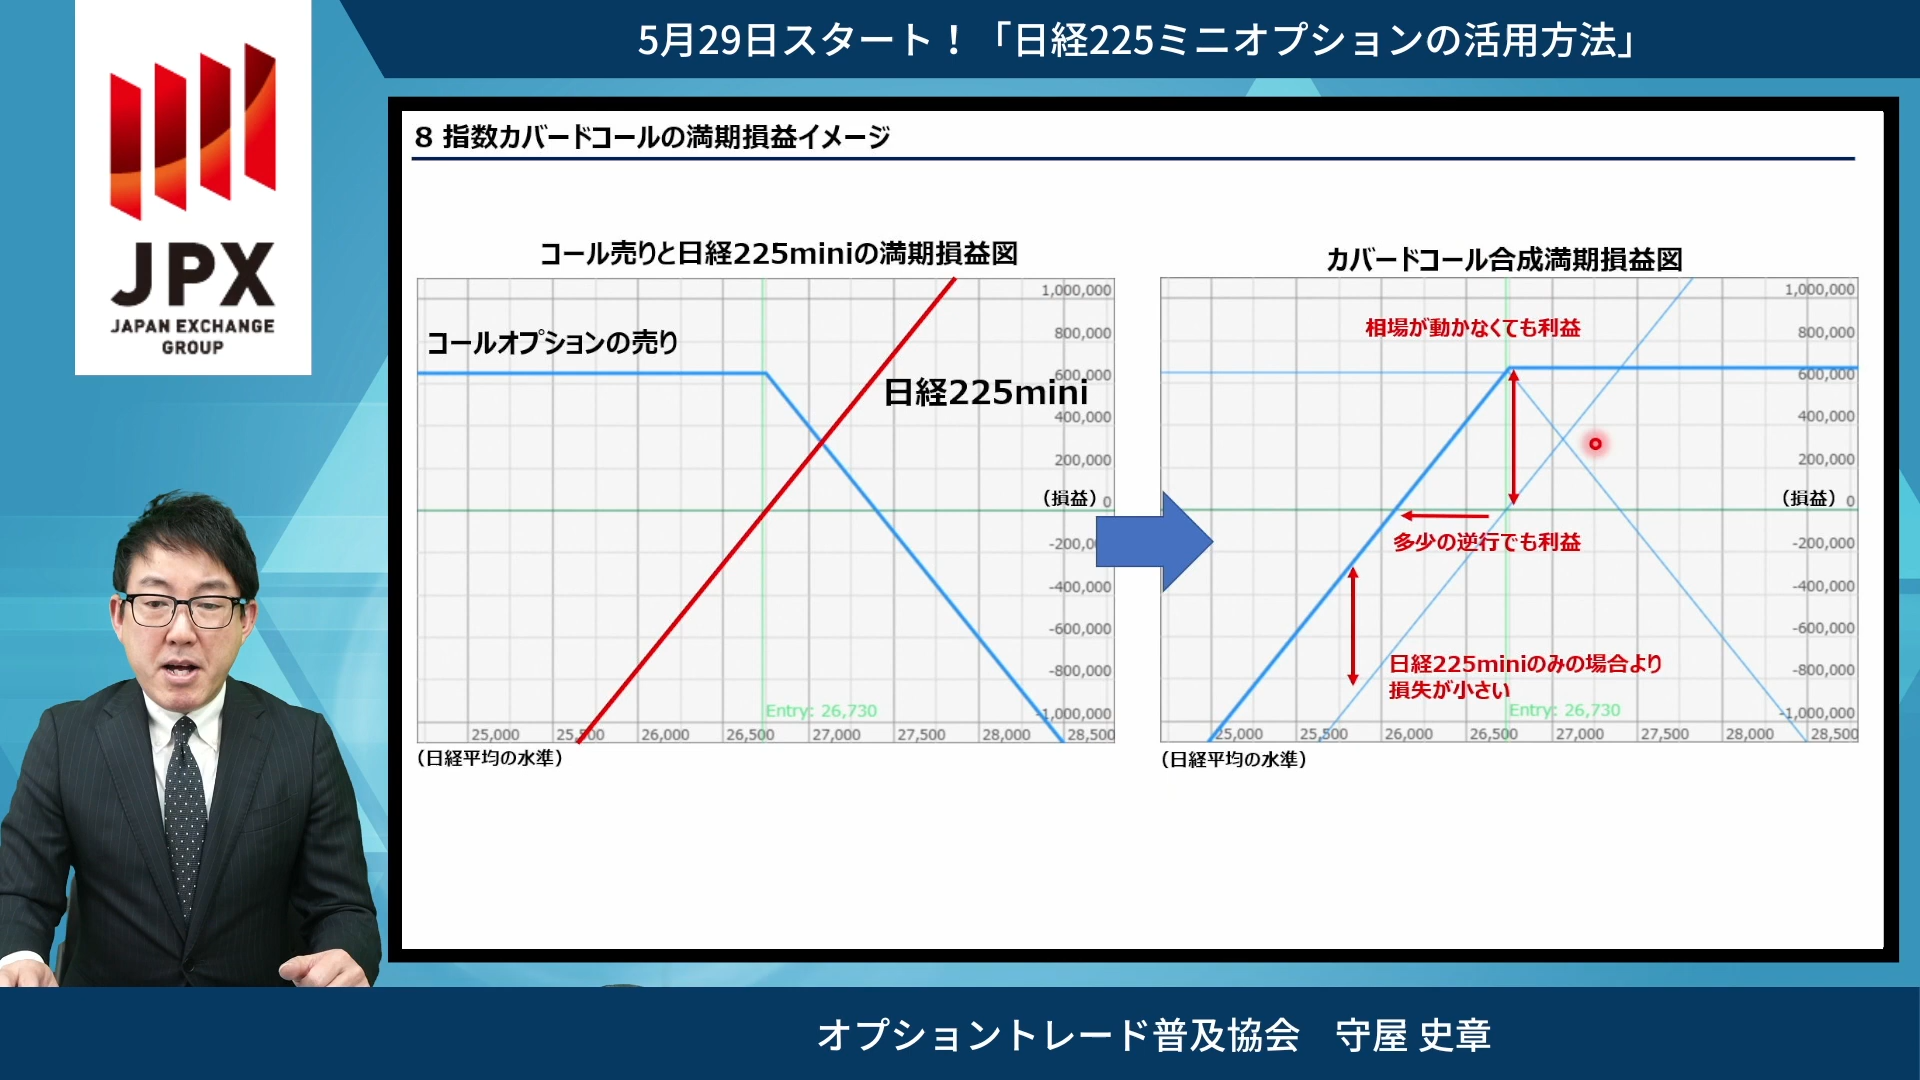 5月29日スタート！「日経225ミニオプションの活用方法」
JPX
JAPAN EXCHANGE
GROUP
8 指数カバードコールの満期損益イメージ
コール売りと日経225miniの満期損益図
コールオプションの売り
日経225mini
1,000,000
800,000
600,000
400,000
200,000
（損益） 0
-200,0
-400,000
-600,000
-800,000
-1,000,000
Entry: 26,730
25,000 25,500 26,000 26,500 27,000 27,500 28,000 28,500
（日経平均の水準）
カバードコール合成満期損益図
相場が動かなくても利益
1,000,000
800,000
600,000
400,000
200,000
（損益） 0
多少の逆行でも利益
-200,000
-400,000
-600,000
-800,000
-1,000,000
日経225miniのみの場合より
損失が小さい
Entry: 26,730
25,000 25,500 26,000 26,500 27,000 27,500 28,000 28,500
（日経平均の水準）
オプショントレード普及協会　守屋 史章